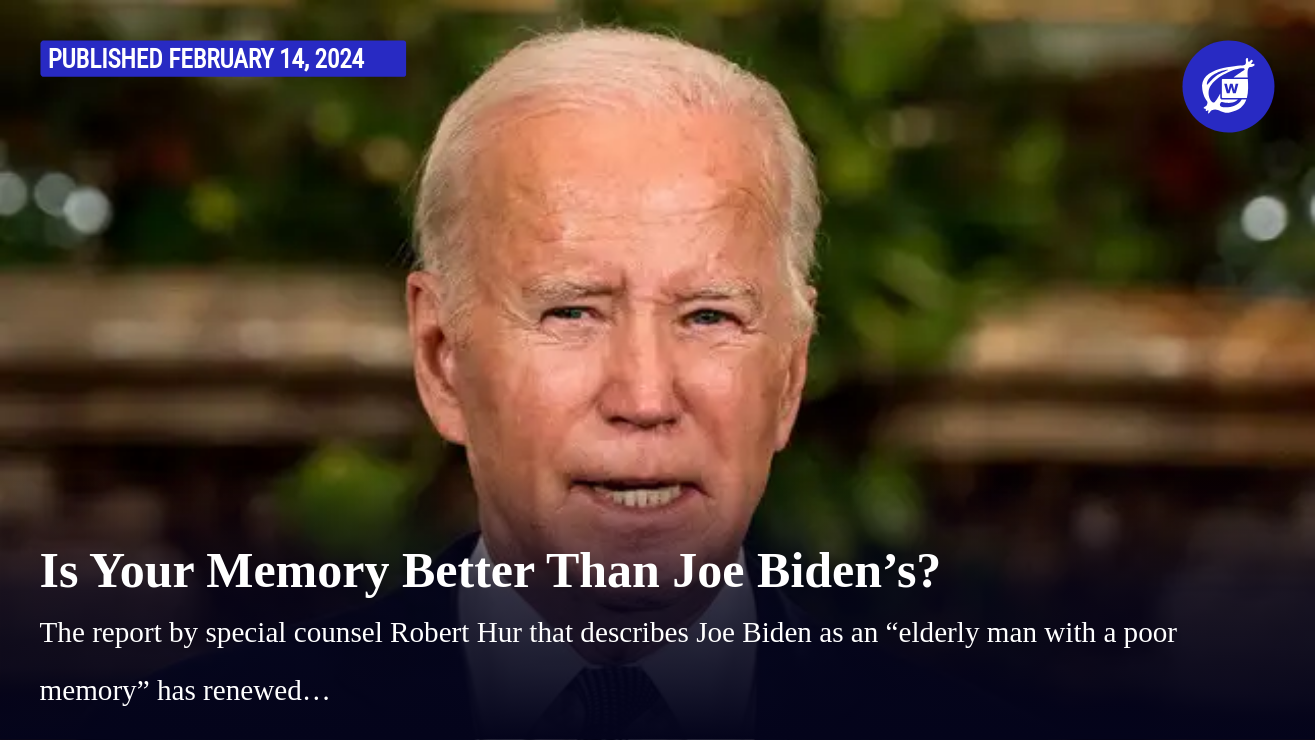 PUBLISHED FEBRUARY 14, 2024
W
Is Your Memory Better Than Joe Biden’s?
The report by special counsel Robert Hur that describes Joe Biden as an “elderly man with a poor
memory” has renewed…